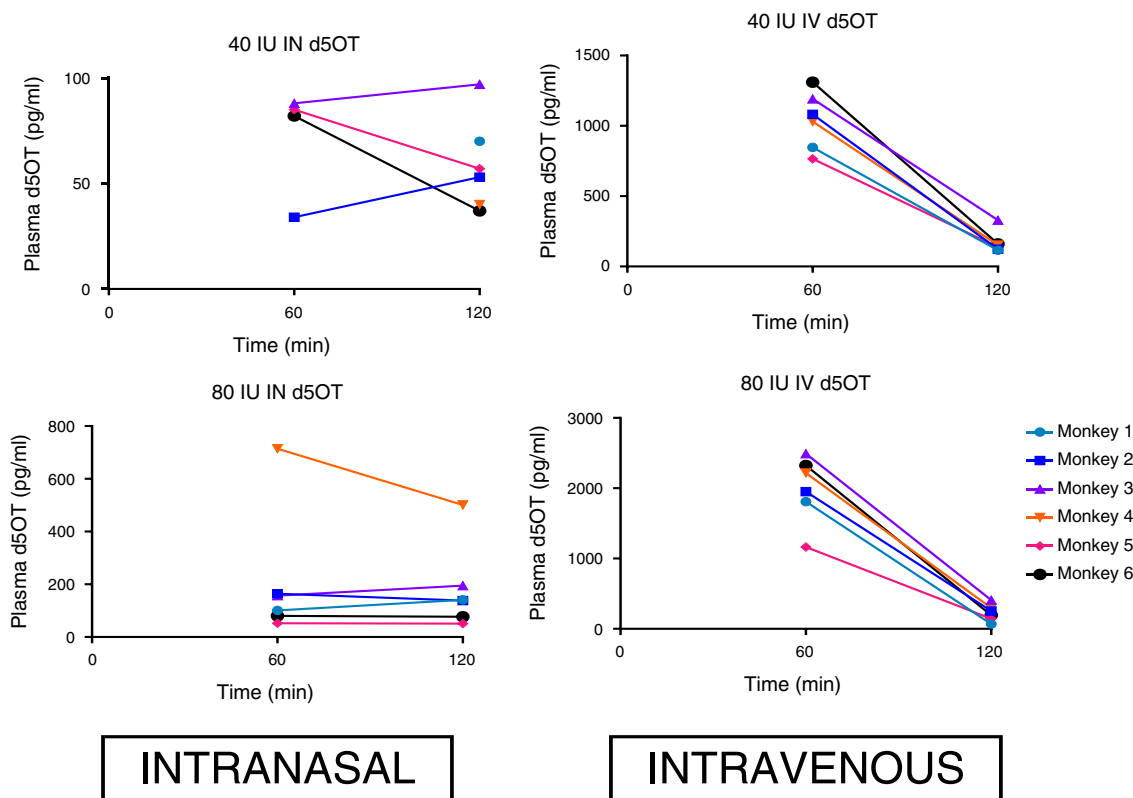 40 IU IN d5OT
Plasma d5OT (pg/ml)
100
50
0
0
60
120
Time (min)
40 IU IV d5OT
Plasma d5OT (pg/ml)
1500
1000
500
0
0
60
120
Time (min)
80 IU IN d5OT
Plasma d5OT (pg/ml)
800
600
400
200
0
0
60
120
Time (min)
80 IU IV d5OT
Plasma d5OT (pg/ml)
3000
2000
1000
0
0
60
120
Time (min)
Monkey 1
Monkey 2
Monkey 3
Monkey 4
Monkey 5
Monkey 6
INTRANASAL
INTRAVENOUS